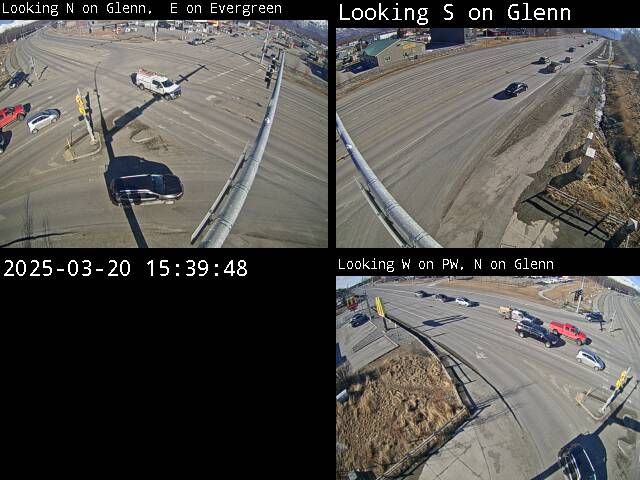 Looking N on Glenn,  E on Evergreen
Looking S on Glenn
2025-03-20 15:39:48
Looking W on PW, N on Glenn